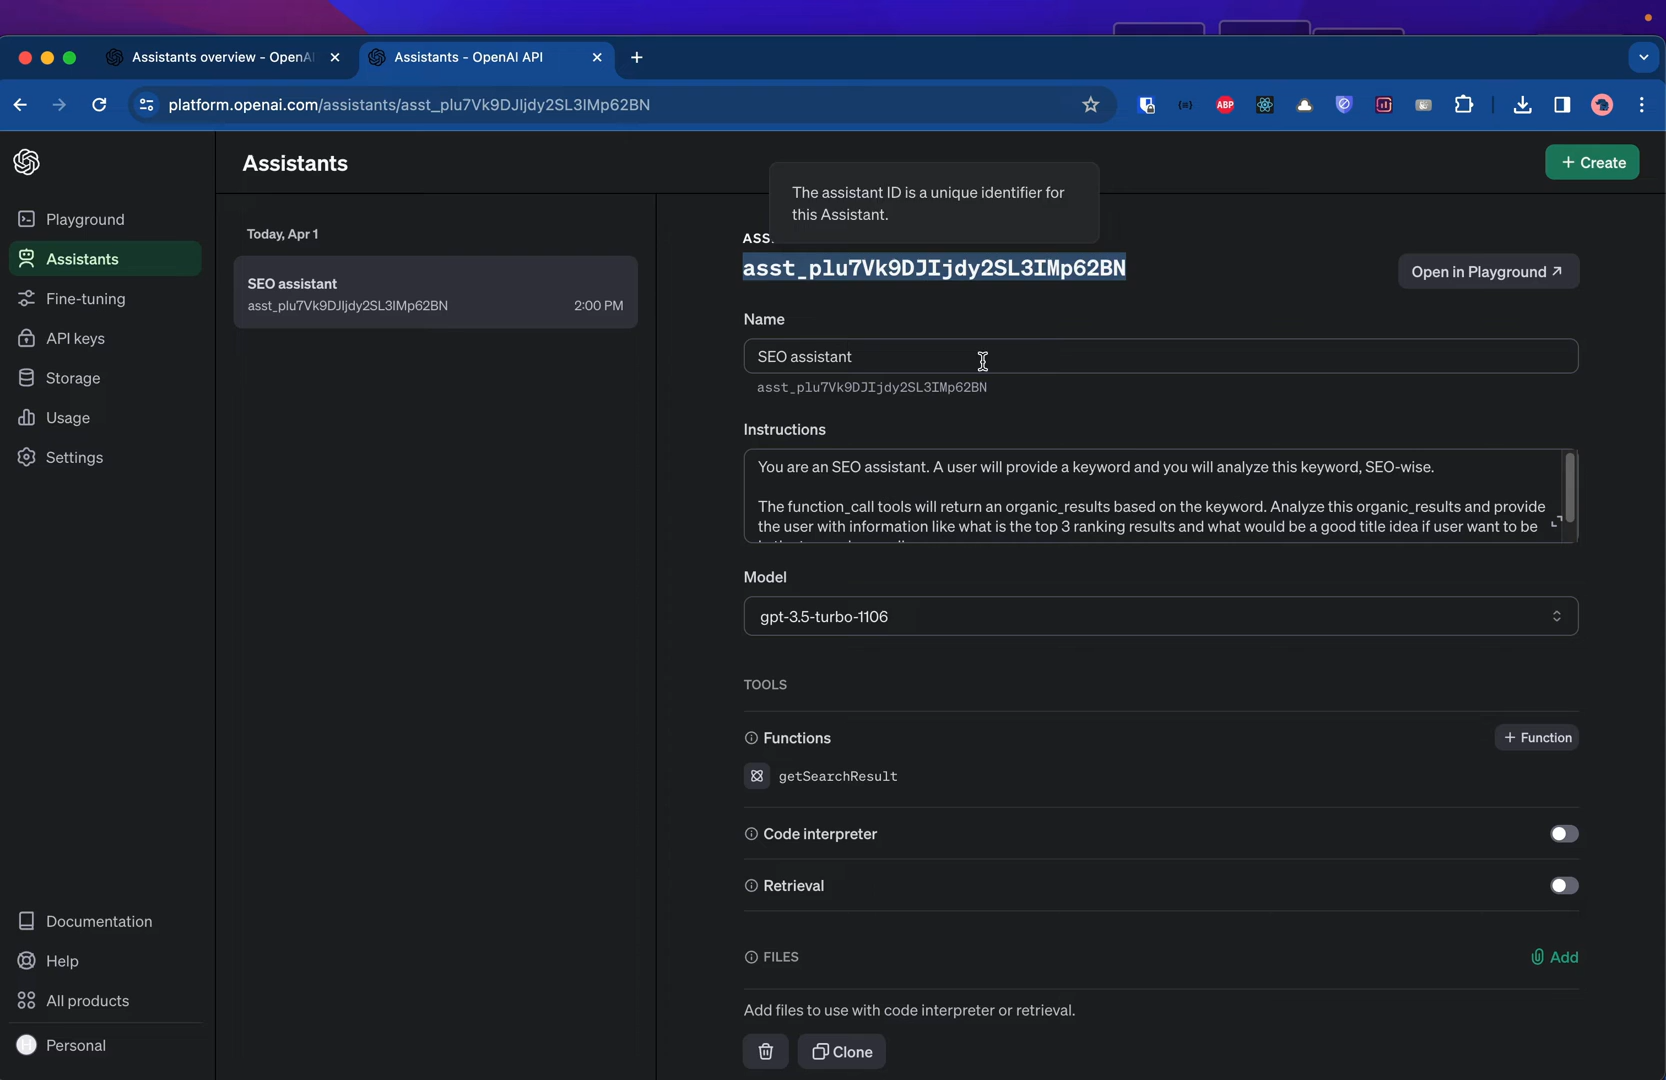 Assistants overview - OpenAI
Assistants - OpenAI API
platform.openai.com/assistants/asst_plu7Vk9DJIjdy2SL3IMp62BN
ABP
Assistants
+ Create
Playground
Assistants
Fine-tuning
API keys
Storage
Usage
Settings
Documentation
Help
All products
Personal
Today, Apr 1
SEO assistant
asst_plu7Vk9DJIjdy2SL3IMp62BN
2:00 PM
The assistant ID is a unique identifier for
this Assistant.
ASS
asst_plu7Vk9DJIjdy2SL3IMp62BN
Open in Playground
Name
SEO assistant
asst_plu7Vk9DJIjdy2SL3IMp62BN
Instructions
You are an SEO assistant. A user will provide a keyword and you will analyze this keyword, SEO-wise.
The function_call tools will return an organic_results based on the keyword. Analyze this organic_results and provide
the user with information like what is the top 3 ranking results and what would be a good title idea if user want to be
Model
gpt-3.5-turbo-1106
TOOLS
Functions
+ Function
getSearchResult
Code interpreter
Retrieval
FILES
Add
Add files to use with code interpreter or retrieval.
Clone